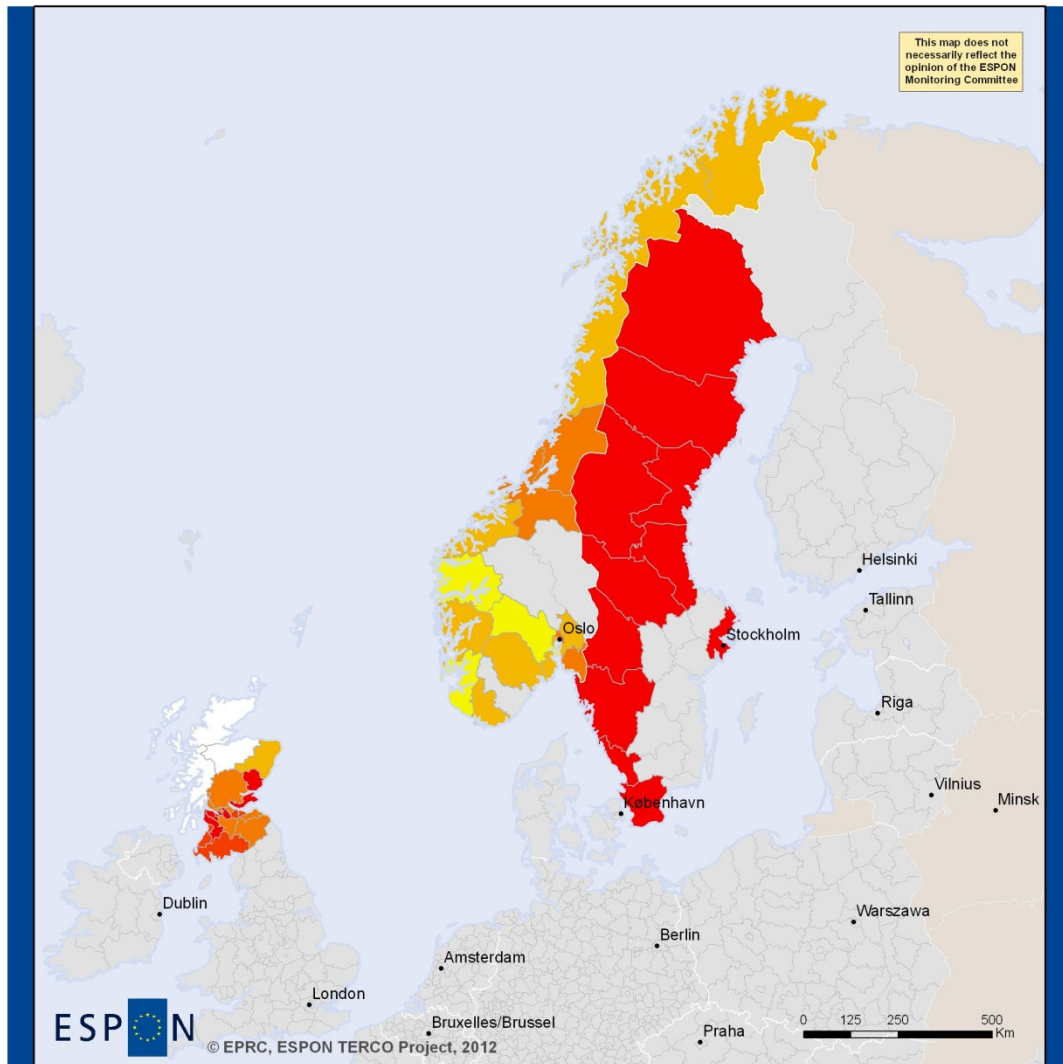 This map does not
necessarily reflect the
opinion of the ESPON
Monitoring Committee
Helsinki
Tallinn
Oslo
Stockholm
Riga
København
Vilnius
Minsk
Dublin
Warszawa
Berlin
Amsterdam
London
Bruxelles/Brussel
Praha
0 125 250 500
Km
ESPON
© EPRC, ESPON TERCO Project, 2012